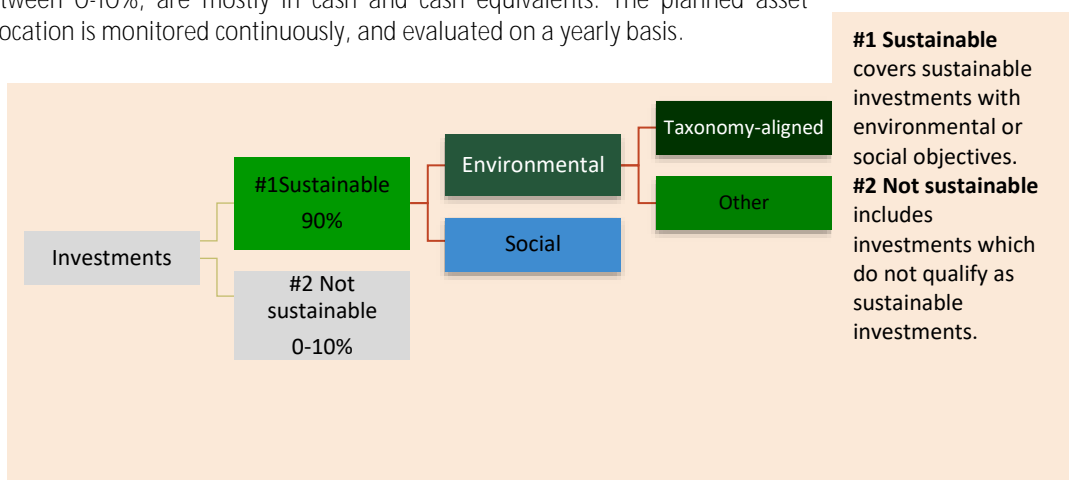 between 0-10%, are mostly in cash and cash equivalents. The planned asset
is monitored continuously, and evaluated on a yearly basis.
#1 Sustainable
covers sustainable
investments with
environmental or
social objectives.
#2 Not sustainable
includes
investments which
do not qualify as
sustainable
investments.
Investments
#1Sustainable
90%
#2 Not
sustainable
0-10%
Environmental
Social
Taxonomy-aligned
Other